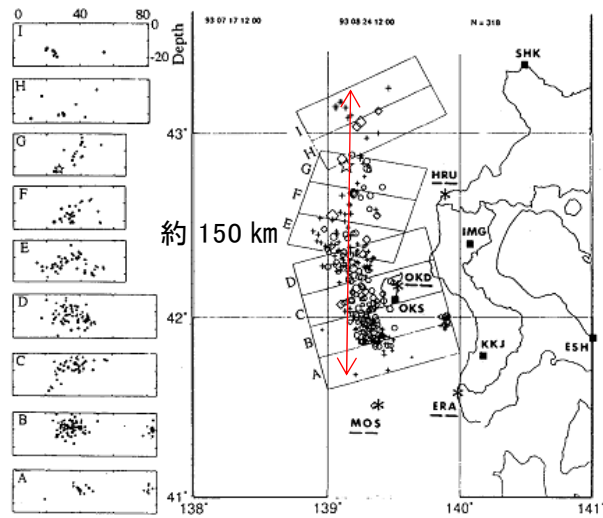 0 40 80
0
-20
Depth
I
H
G
F
E
D
C
B
A
93 07 17 12 00 93 08 24 12 00 N = 318
SHK
43°
I
H
G
HRU
F
約 150 km
IMG
E
D
OKD
OKS
42°
C
ESH
B
KKJ
A
ERA
MOS
41°
138° 139° 140° 141°